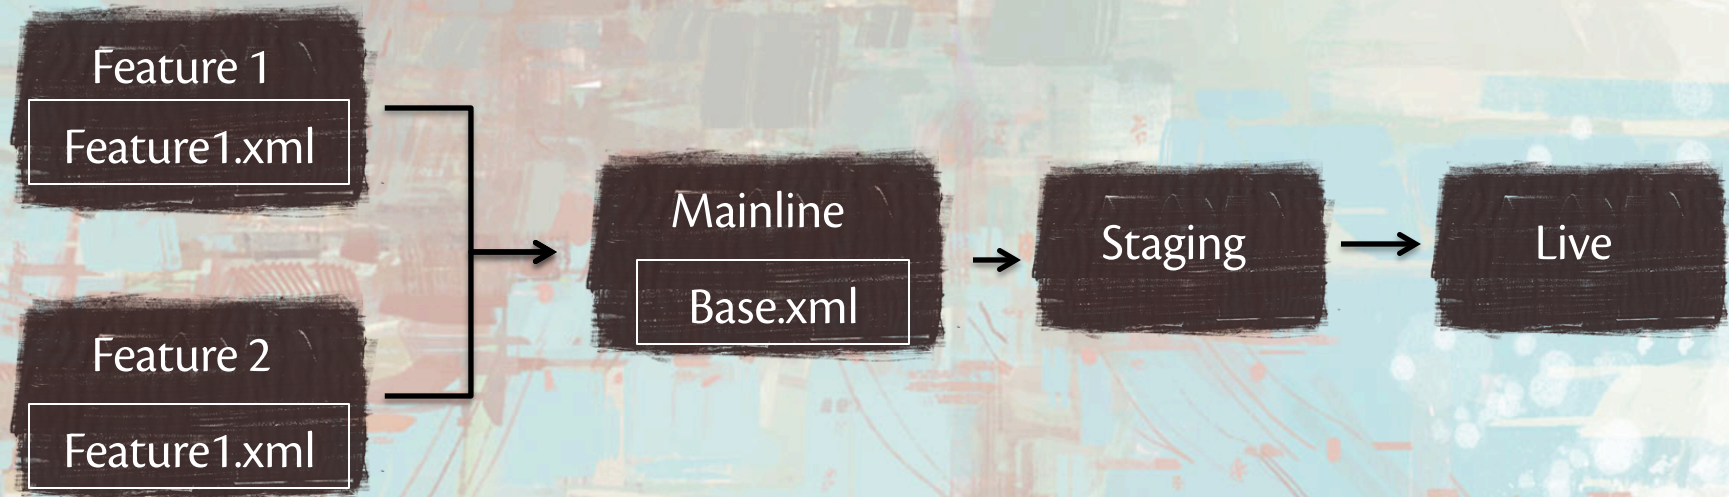 Feature 1
Feature1.xml
Feature 2
Feature1.xml
Mainline
Base.xml
Staging
Live